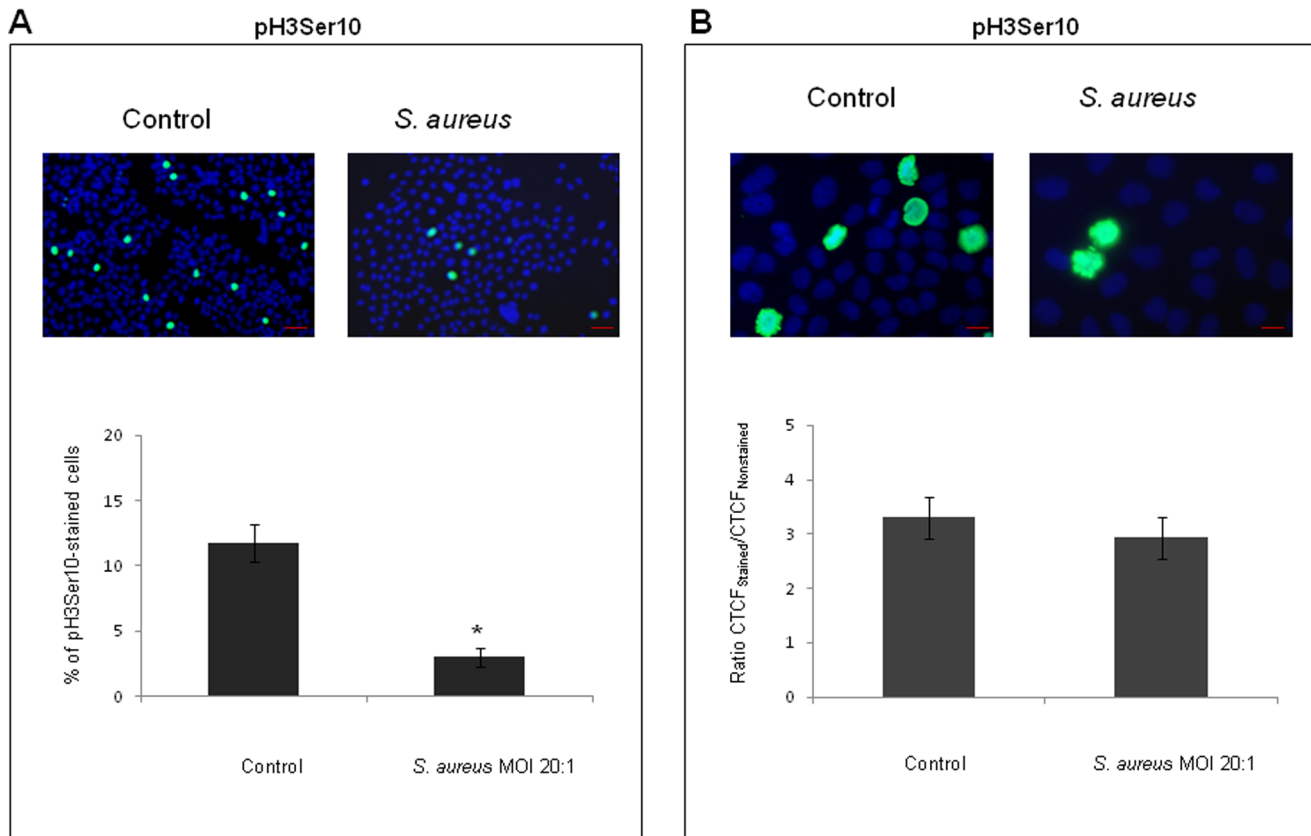 A
pH3Ser10
Control
S. aureus
% of pH3Ser10-stained cells
20
15
10
5
0
*
Control
S. aureus MOI 20:1
B
pH3Ser10
Control
S. aureus
Ratio CTCFStained/CTCFNonstained
5
4
3
2
1
0
Control
S. aureus MOI 20:1